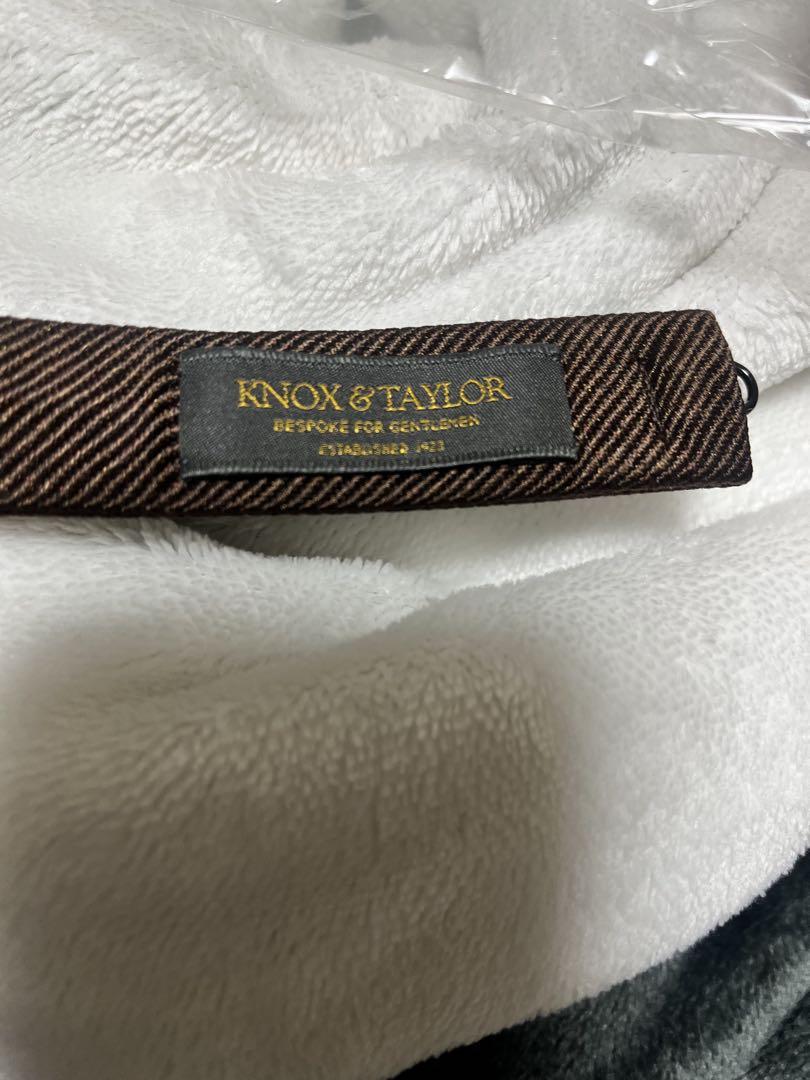 KNOX & TAYLOR
BESPOKE FOR GENTLEMEN
ESTABLISHED 1923